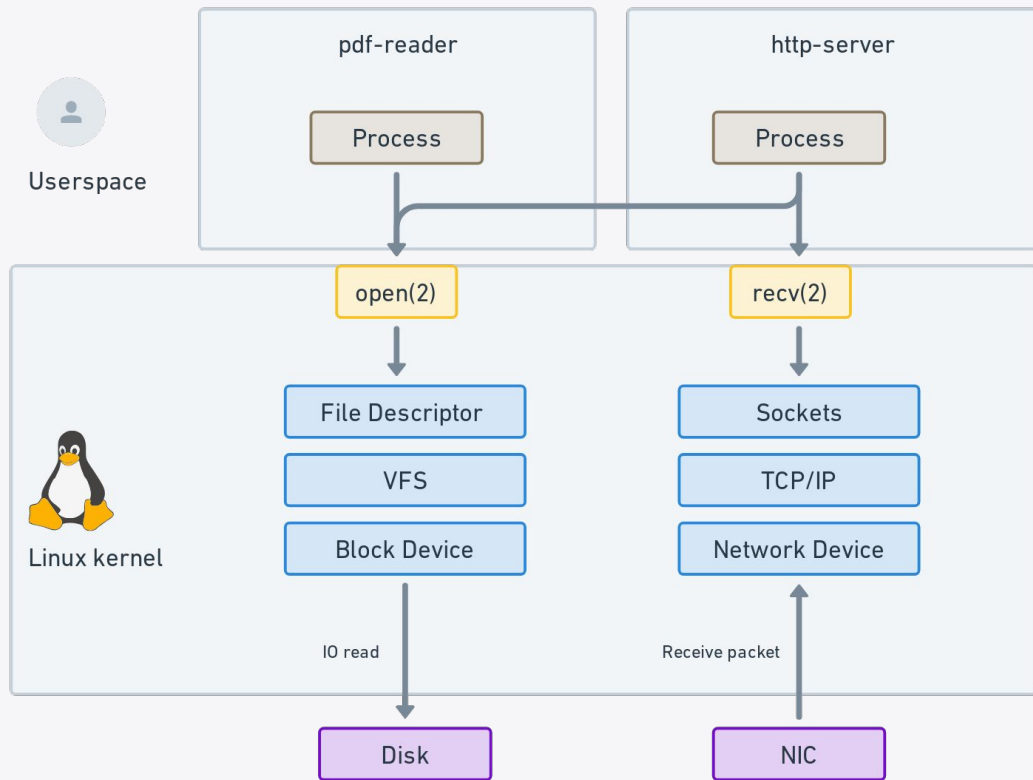 pdf-reader
http-server
Process
Process
Userspace
open(2)
recv(2)
File Descriptor
Sockets
VFS
TCP/IP
Block Device
Network Device
Linux kernel
IO read
Receive packet
Disk
NIC